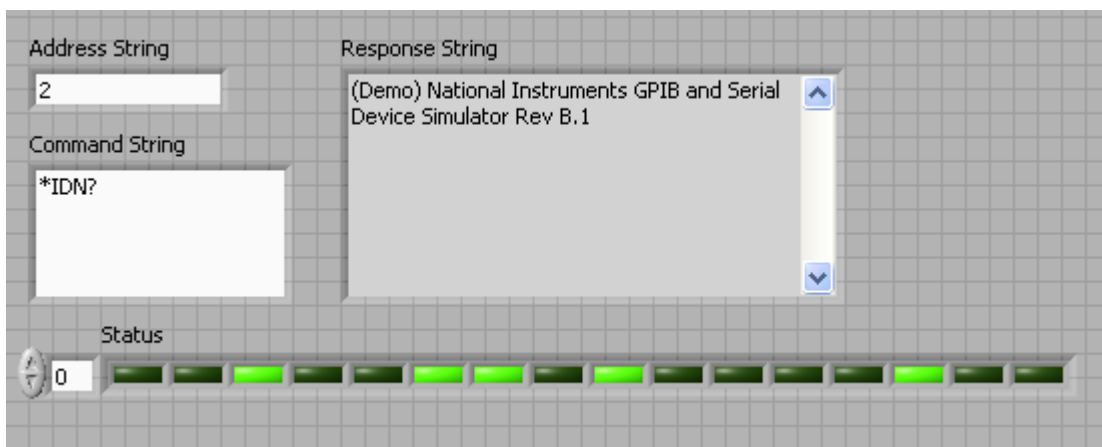 Address String
2
Command String
*IDN?
Response String
(Demo) National Instruments GPIB and Serial
Device Simulator Rev B.1
Status
0